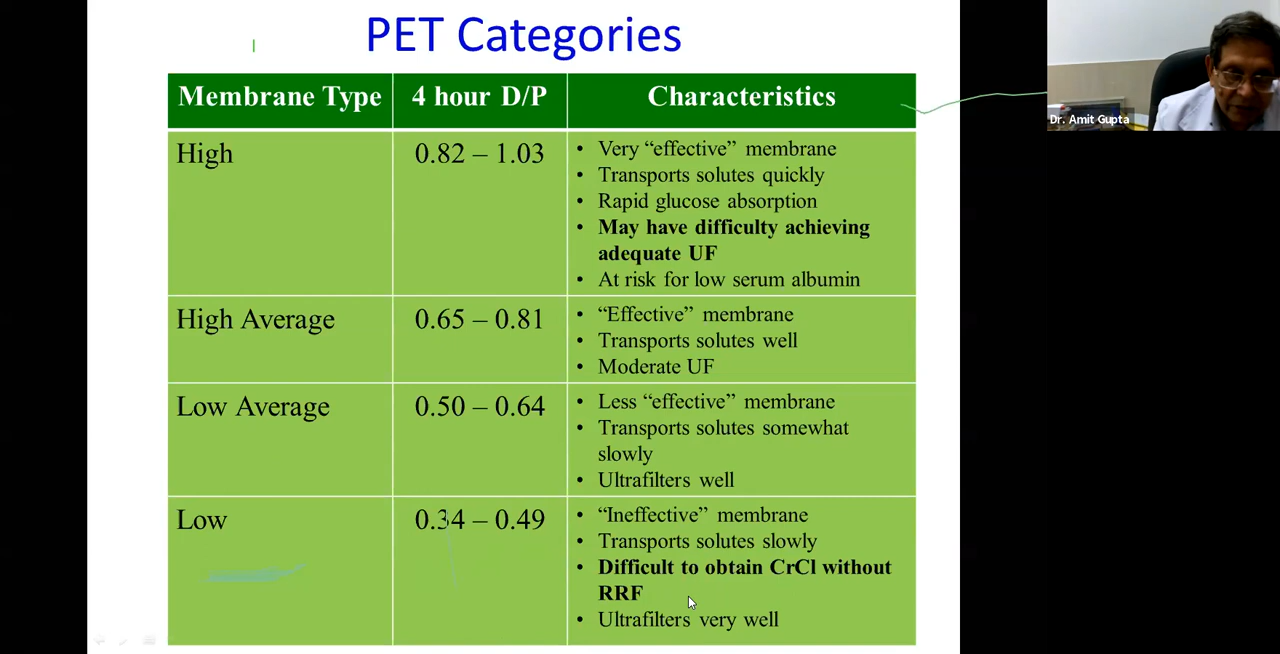 PET Categories
Membrane Type
4 hour D/P
Characteristics
High
0.82 – 1.03
• Very “effective” membrane
• Transports solutes quickly
• Rapid glucose absorption
• May have difficulty achieving
adequate UF
• At risk for low serum albumin
High Average
0.65 – 0.81
• “Effective” membrane
• Transports solutes well
• Moderate UF
Low Average
0.50 – 0.64
• Less “effective” membrane
• Transports solutes somewhat
slowly
• Ultrafilters well
Low
0.34 – 0.49
• “Ineffective” membrane
• Transports solutes slowly
• Difficult to obtain CrCl without
RRF
• Ultrafilters very well
Dr. Amit Gupta